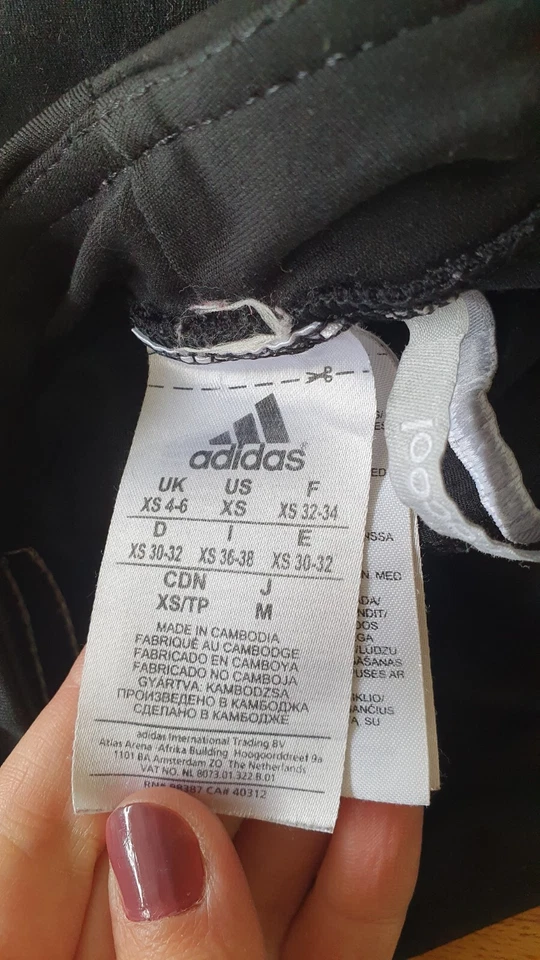 adidas
UK US F
XS 4-6 XS XS 32-34
D I E
XS 30-32 XS 36-38 XS 30-32
CDN J
XS/TP M
MADE IN CAMBODIA
FABRIQUÉ AU CAMBODGE
FABRICADO EN CAMBOYA
FABRICADO NO CAMBOJA
GYÁRTVA: KAMBODZSA
ПРОИЗВЕДЕНО В КАМБОДЖА
СДЕЛАНО В КАМБОДЖЕ
adidas International Trading BV
Atlas Arena Afrika Building Hoogoorddreef 9a
1101 BA Amsterdam ZO The Netherlands
VAT NO. NL 8073.01.322 B.01
CA# 40312
MED
SU